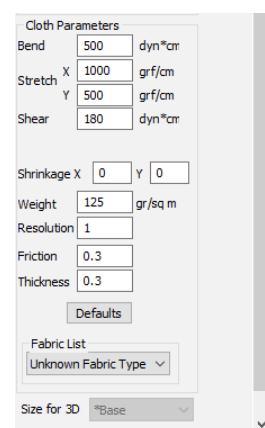 Cloth Parameters
Bend 500 dyn*cm
Stretch X 1000 grf/cm
Y 500 grf/cm
Shear 180 dyn*cm
Shrinkage X 0 Y 0
Weight 125 gr/sq m
Resolution 1
Friction 0.3
Thickness 0.3
Defaults
Fabric List
Unknown Fabric Type
Size for 3D *Base